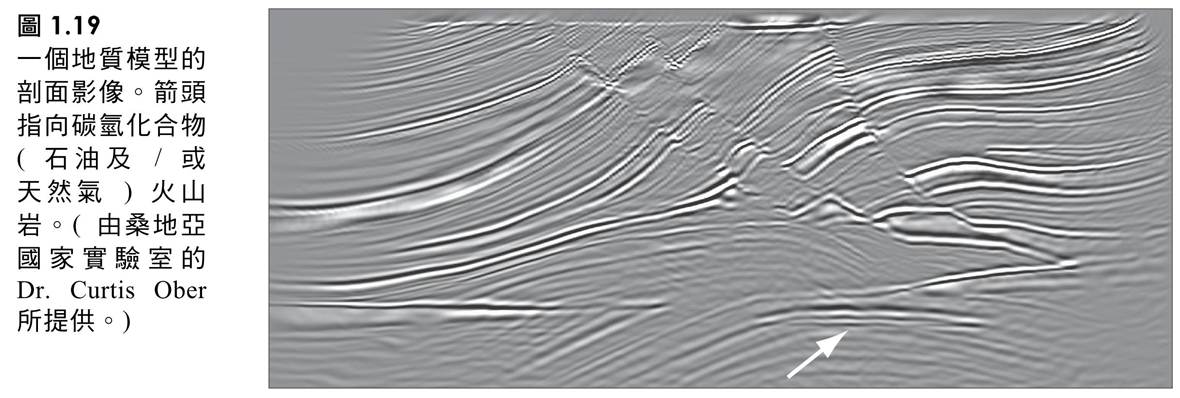 圖 1.19
一個地質模型的
剖面影像。箭頭
指向碳氫化合物
( 石油及 / 或
天然氣 ) 火山
岩。( 由桑地亞
國家實驗室的
Dr. Curtis Ober
所提供。)